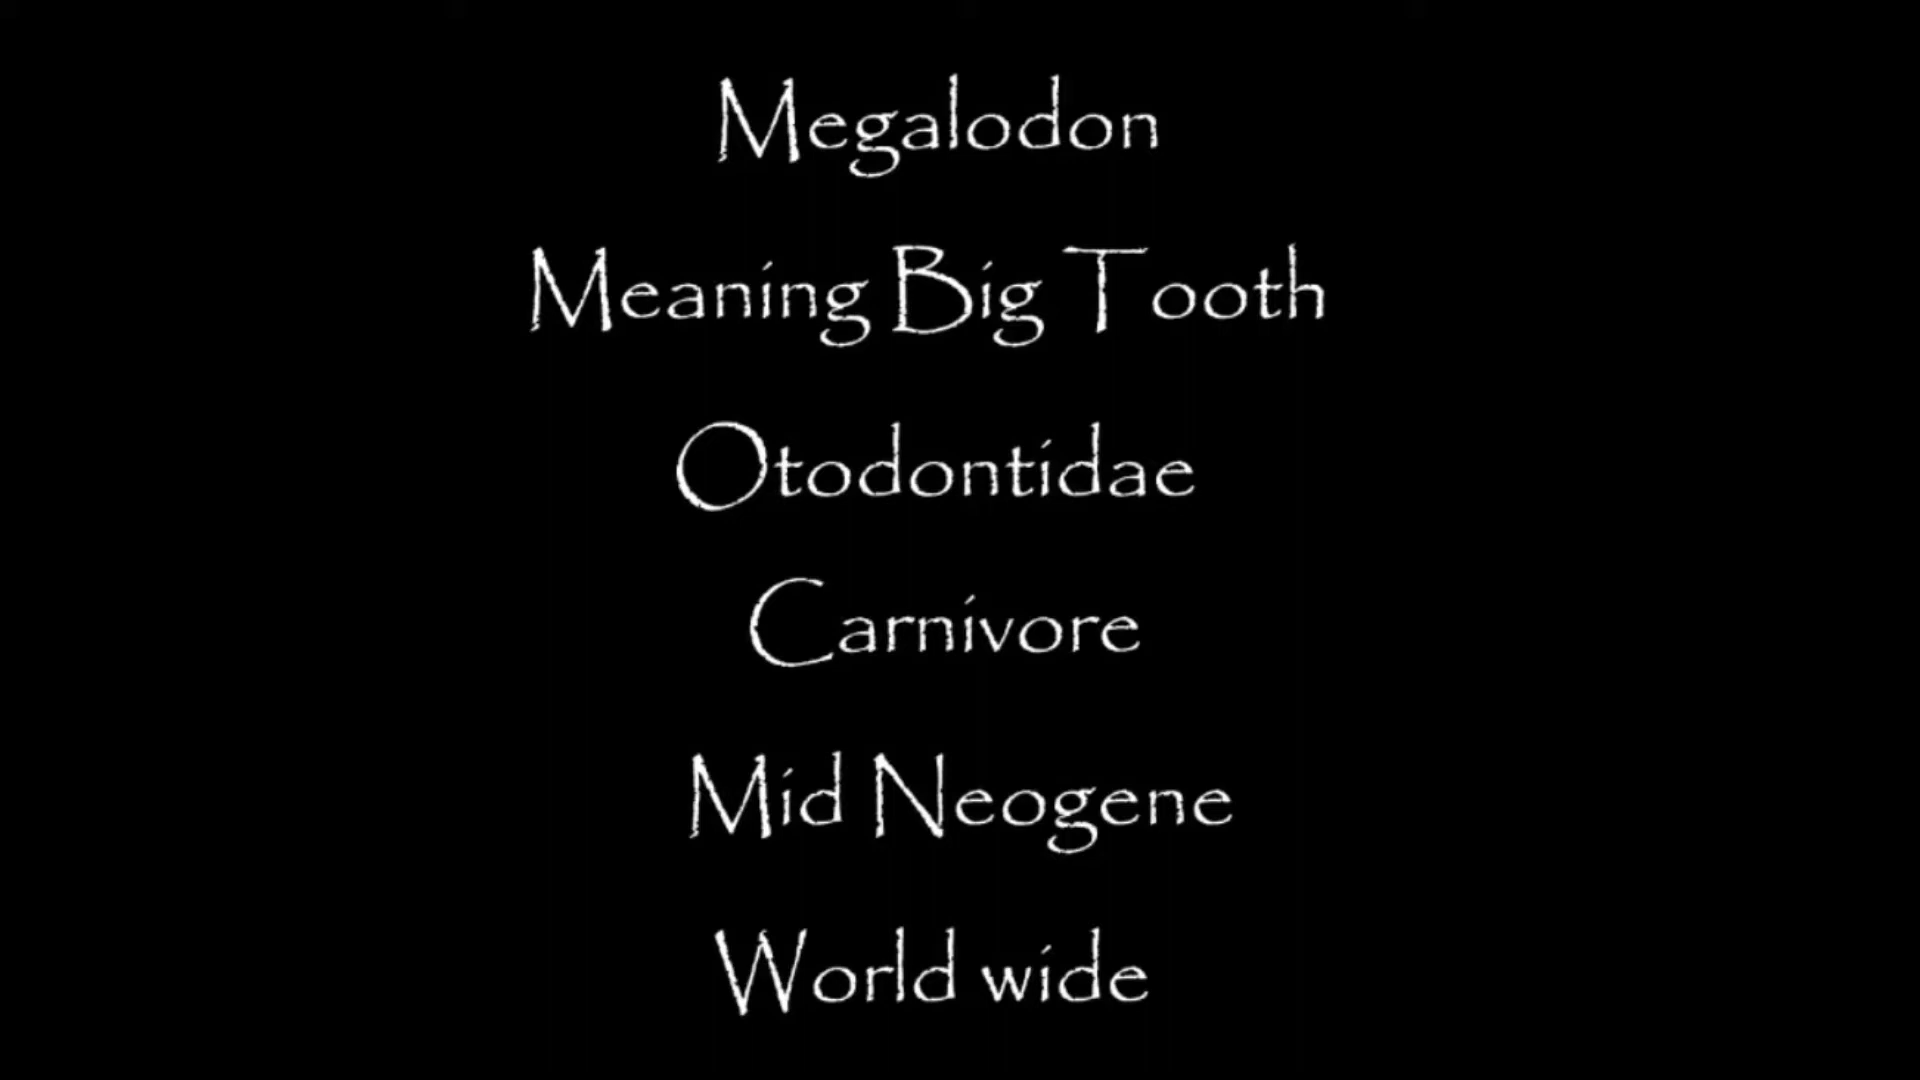 Megalodon
Meaning Big Tooth
Otodontidae
Carnivore
Mid Neogene
World wide